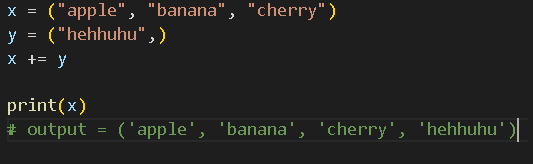 x = ("apple", "banana", "cherry")
y = ("hehhuhu",)
x += y
print(x)
# output = ('apple', 'banana', 'cherry', 'hehhuhu')